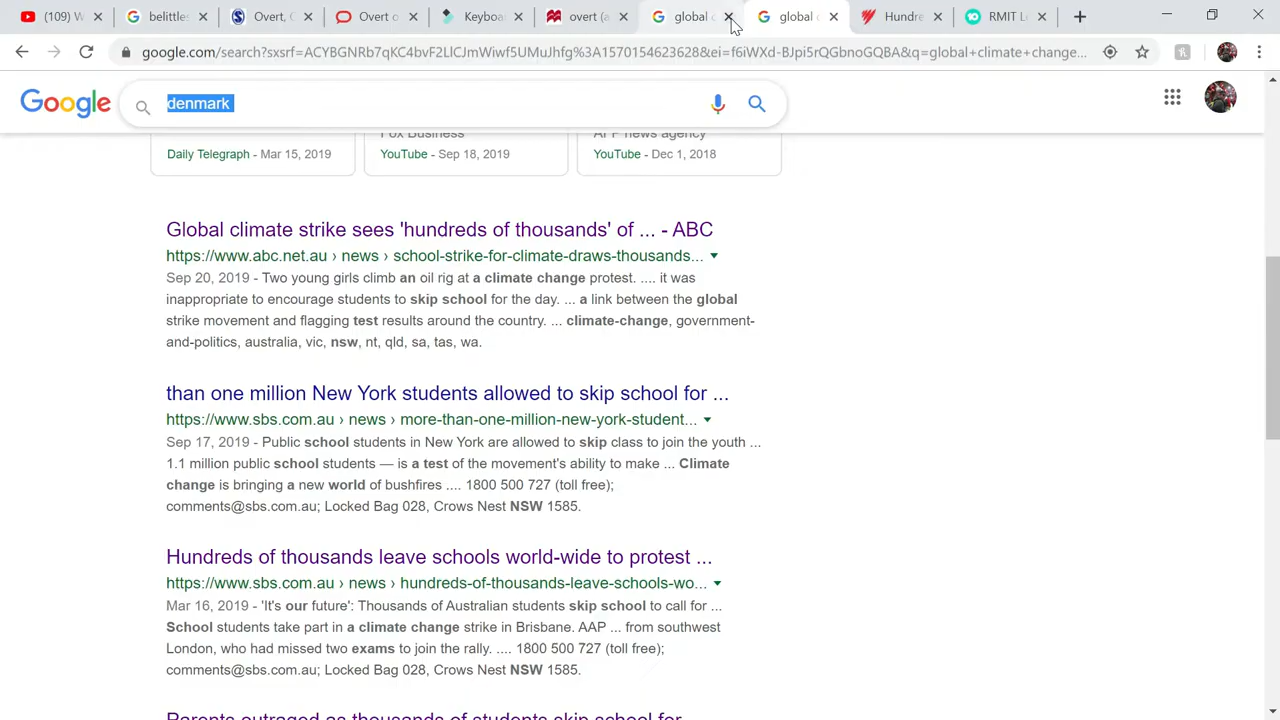 (109) W
belittles
Overt, C
Overt o
Keyboa
overt (a
global c
global c
Hundre
RMIT Le
google.com/search?sxsrf=ACYBGNRb7qKC4bvF2LlCJmWiwf5UMuJhfg%3A1570154623628&ei=f6iWXd-BJpi5rQGbnoGQBA&q=global+climate+change...
Google
denmark
Fox Business
AFP news agency
Daily Telegraph - Mar 15, 2019
YouTube - Sep 18, 2019
YouTube - Dec 1, 2018
Global climate strike sees 'hundreds of thousands' of ... - ABC
https://www.abc.net.au › news › school-strike-for-climate-draws-thousands...
Sep 20, 2019 - Two young girls climb an oil rig at a climate change protest. .... it was
inappropriate to encourage students to skip school for the day. ... a link between the global
strike movement and flagging test results around the country. ... climate-change, government-
and-politics, australia, vic, nsw, nt, qld, sa, tas, wa.
than one million New York students allowed to skip school for ...
https://www.sbs.com.au › news › more-than-one-million-new-york-student...
Sep 17, 2019 - Public school students in New York are allowed to skip class to join the youth ...
1.1 million public school students — is a test of the movement's ability to make ... Climate
change is bringing a new world of bushfires .... 1800 500 727 (toll free);
comments@sbs.com.au; Locked Bag 028, Crows Nest NSW 1585.
Hundreds of thousands leave schools world-wide to protest ...
https://www.sbs.com.au › news › hundreds-of-thousands-leave-schools-wo...
Mar 16, 2019 - 'It's our future': Thousands of Australian students skip school to call for ...
School students take part in a climate change strike in Brisbane. AAP ... from southwest
London, who had missed two exams to join the rally. .... 1800 500 727 (toll free);
comments@sbs.com.au; Locked Bag 028, Crows Nest NSW 1585.
Parents outraged as thousands of students skip school for